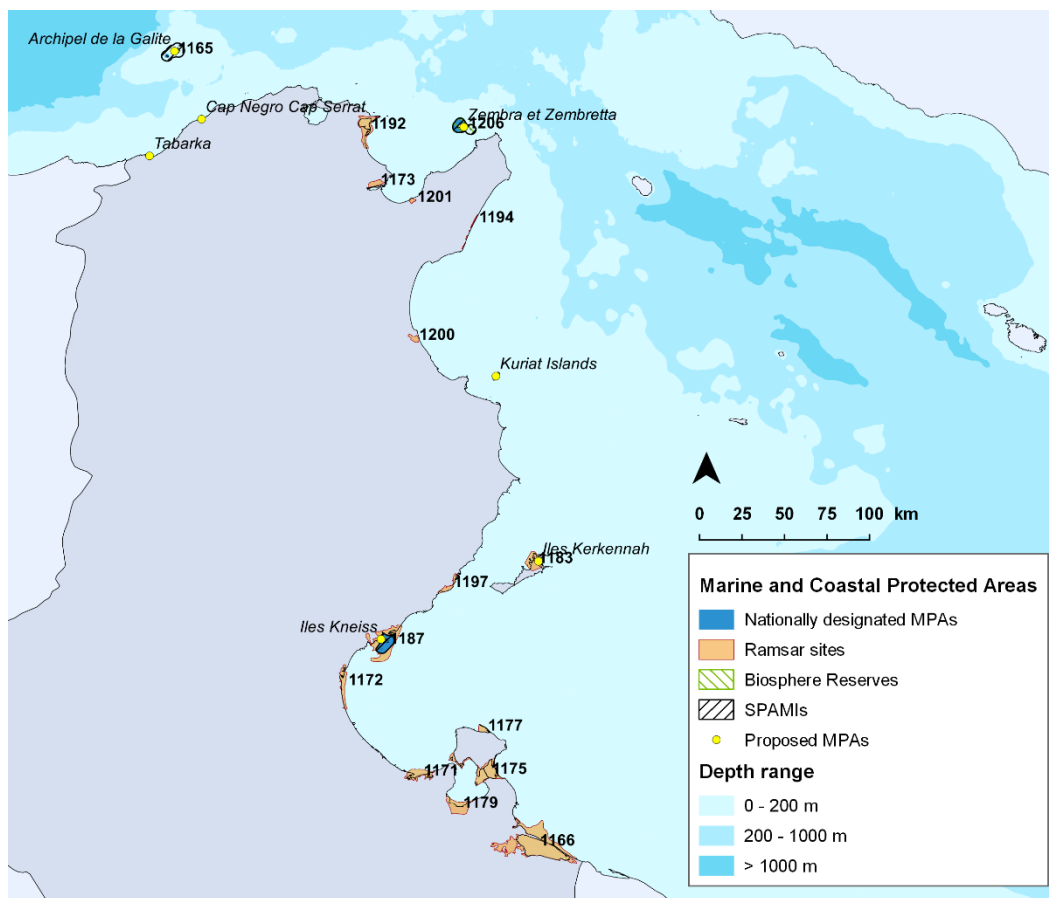 Archipel de la Galite
1165
Cap Negro Cap Serrat
1192
Zembra et Zembretta
1206
Tabarka
1173
1201
1194
1200
Kuriat Islands
0 25 50 75 100 km
Iles Kerkennah
1183
1197
Iles Kneiss
1187
1172
1177
1171
1175
1179
1166
Marine and Coastal Protected Areas
Nationally designated MPAs
Ramsar sites
Biosphere Reserves
SPAMIs
Proposed MPAs
Depth range
0 - 200 m
200 - 1000 m
> 1000 m